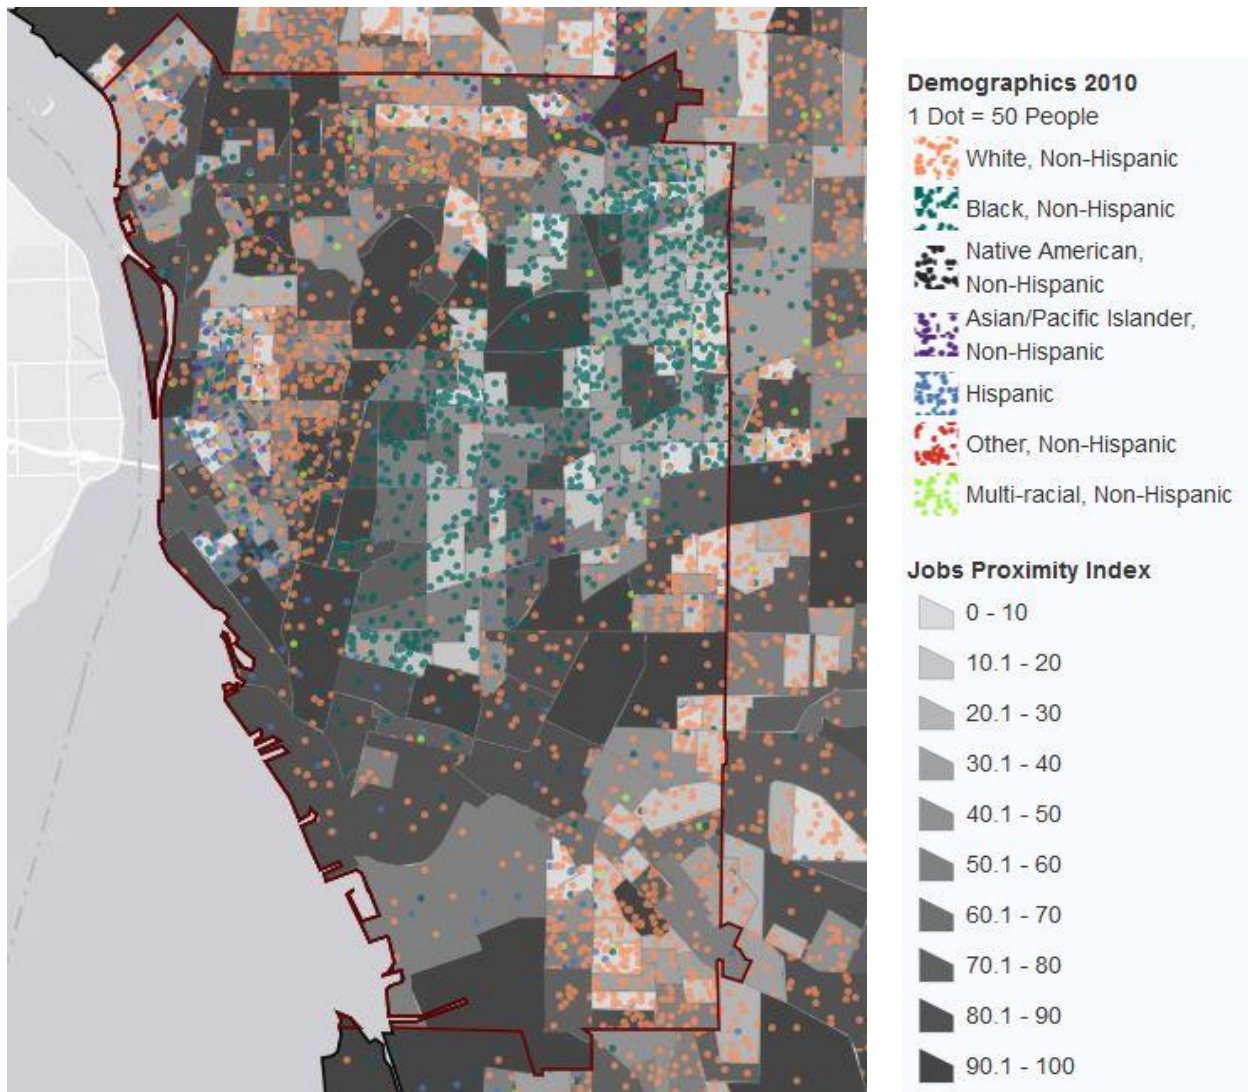 Demographics 2010
1 Dot = 50 People
White, Non-Hispanic
Black, Non-Hispanic
Native American,
Non-Hispanic
Asian/Pacific Islander,
Non-Hispanic
Hispanic
Other, Non-Hispanic
Multi-racial, Non-Hispanic
Jobs Proximity Index
0 - 10
10.1 - 20
20.1 - 30
30.1 - 40
40.1 - 50
50.1 - 60
60.1 - 70
70.1 - 80
80.1 - 90
90.1 - 100